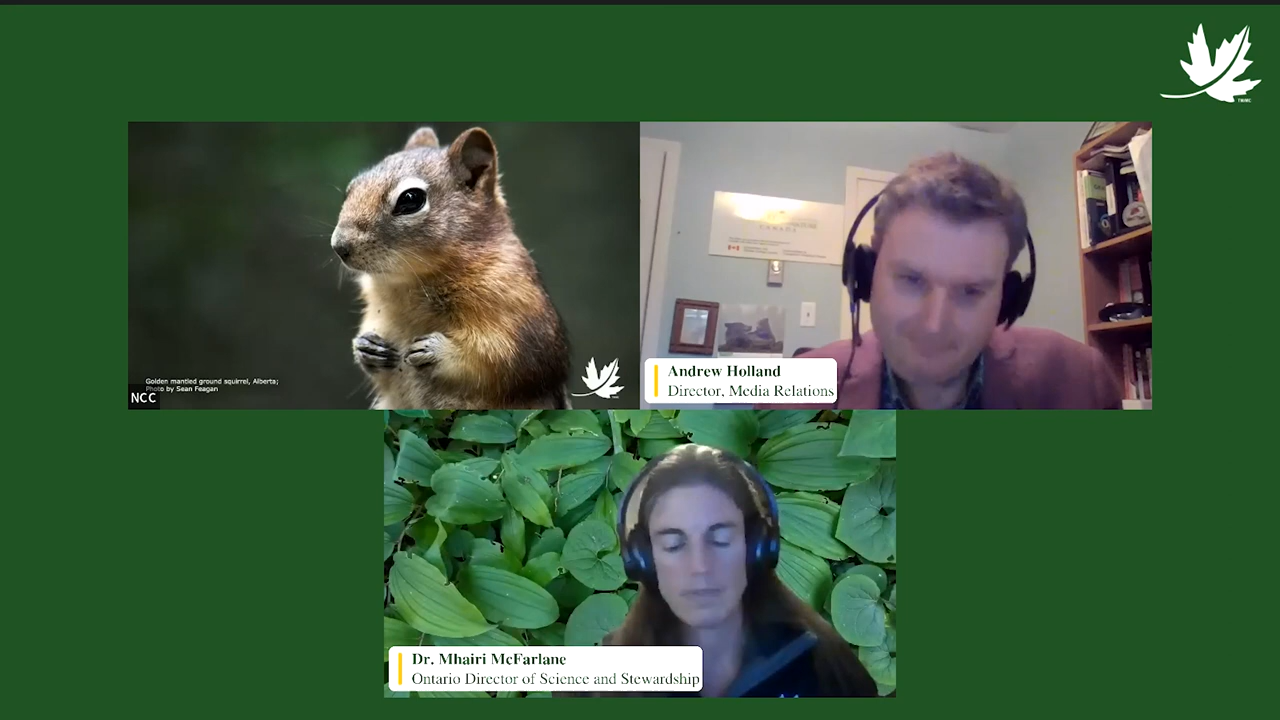 Golden mantled ground squirrel, Alberta;
Photo by Sean Feagan
NCC
CANADA
Andrew Holland
Director, Media Relations
Dr. Mhairi McFarlane
Ontario Director of Science and Stewardship